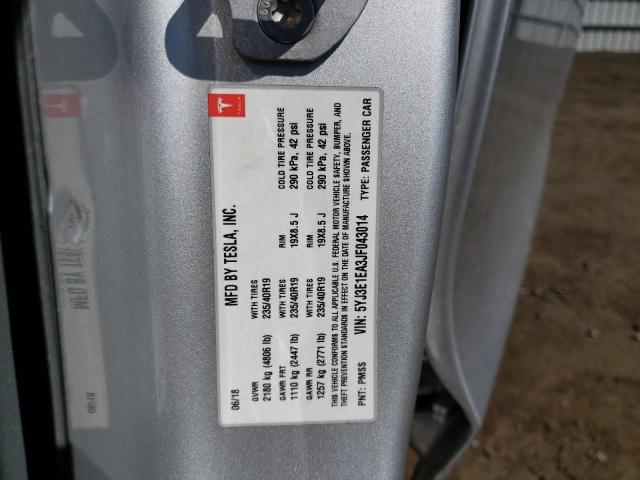 TESLA
MFD BY TESLA, INC.
06/18
GVWR WITH TIRES RIM COLD TIRE PRESSURE
2180 kg (4806 lb) 235/40R19 19X8.5 J 290 kPa, 42 psi
GAWR FRT WITH TIRES RIM COLD TIRE PRESSURE
1110 kg (2447 lb) 235/40R19 19X8.5 J 290 kPa, 42 psi
GAWR RR WITH TIRES
1257 kg (2771 lb) 235/40R19
THIS VEHICLE CONFORMS TO ALL APPLICABLE U.S. FEDERAL MOTOR VEHICLE SAFETY, BUMPER, AND
THEFT PREVENTION STANDARDS IN EFFECT ON THE DATE OF MANUFACTURE SHOWN ABOVE.
VIN: 5YJ3E1EA3JF043014
PNT: PMSS TYPE: PASSENGER CAR